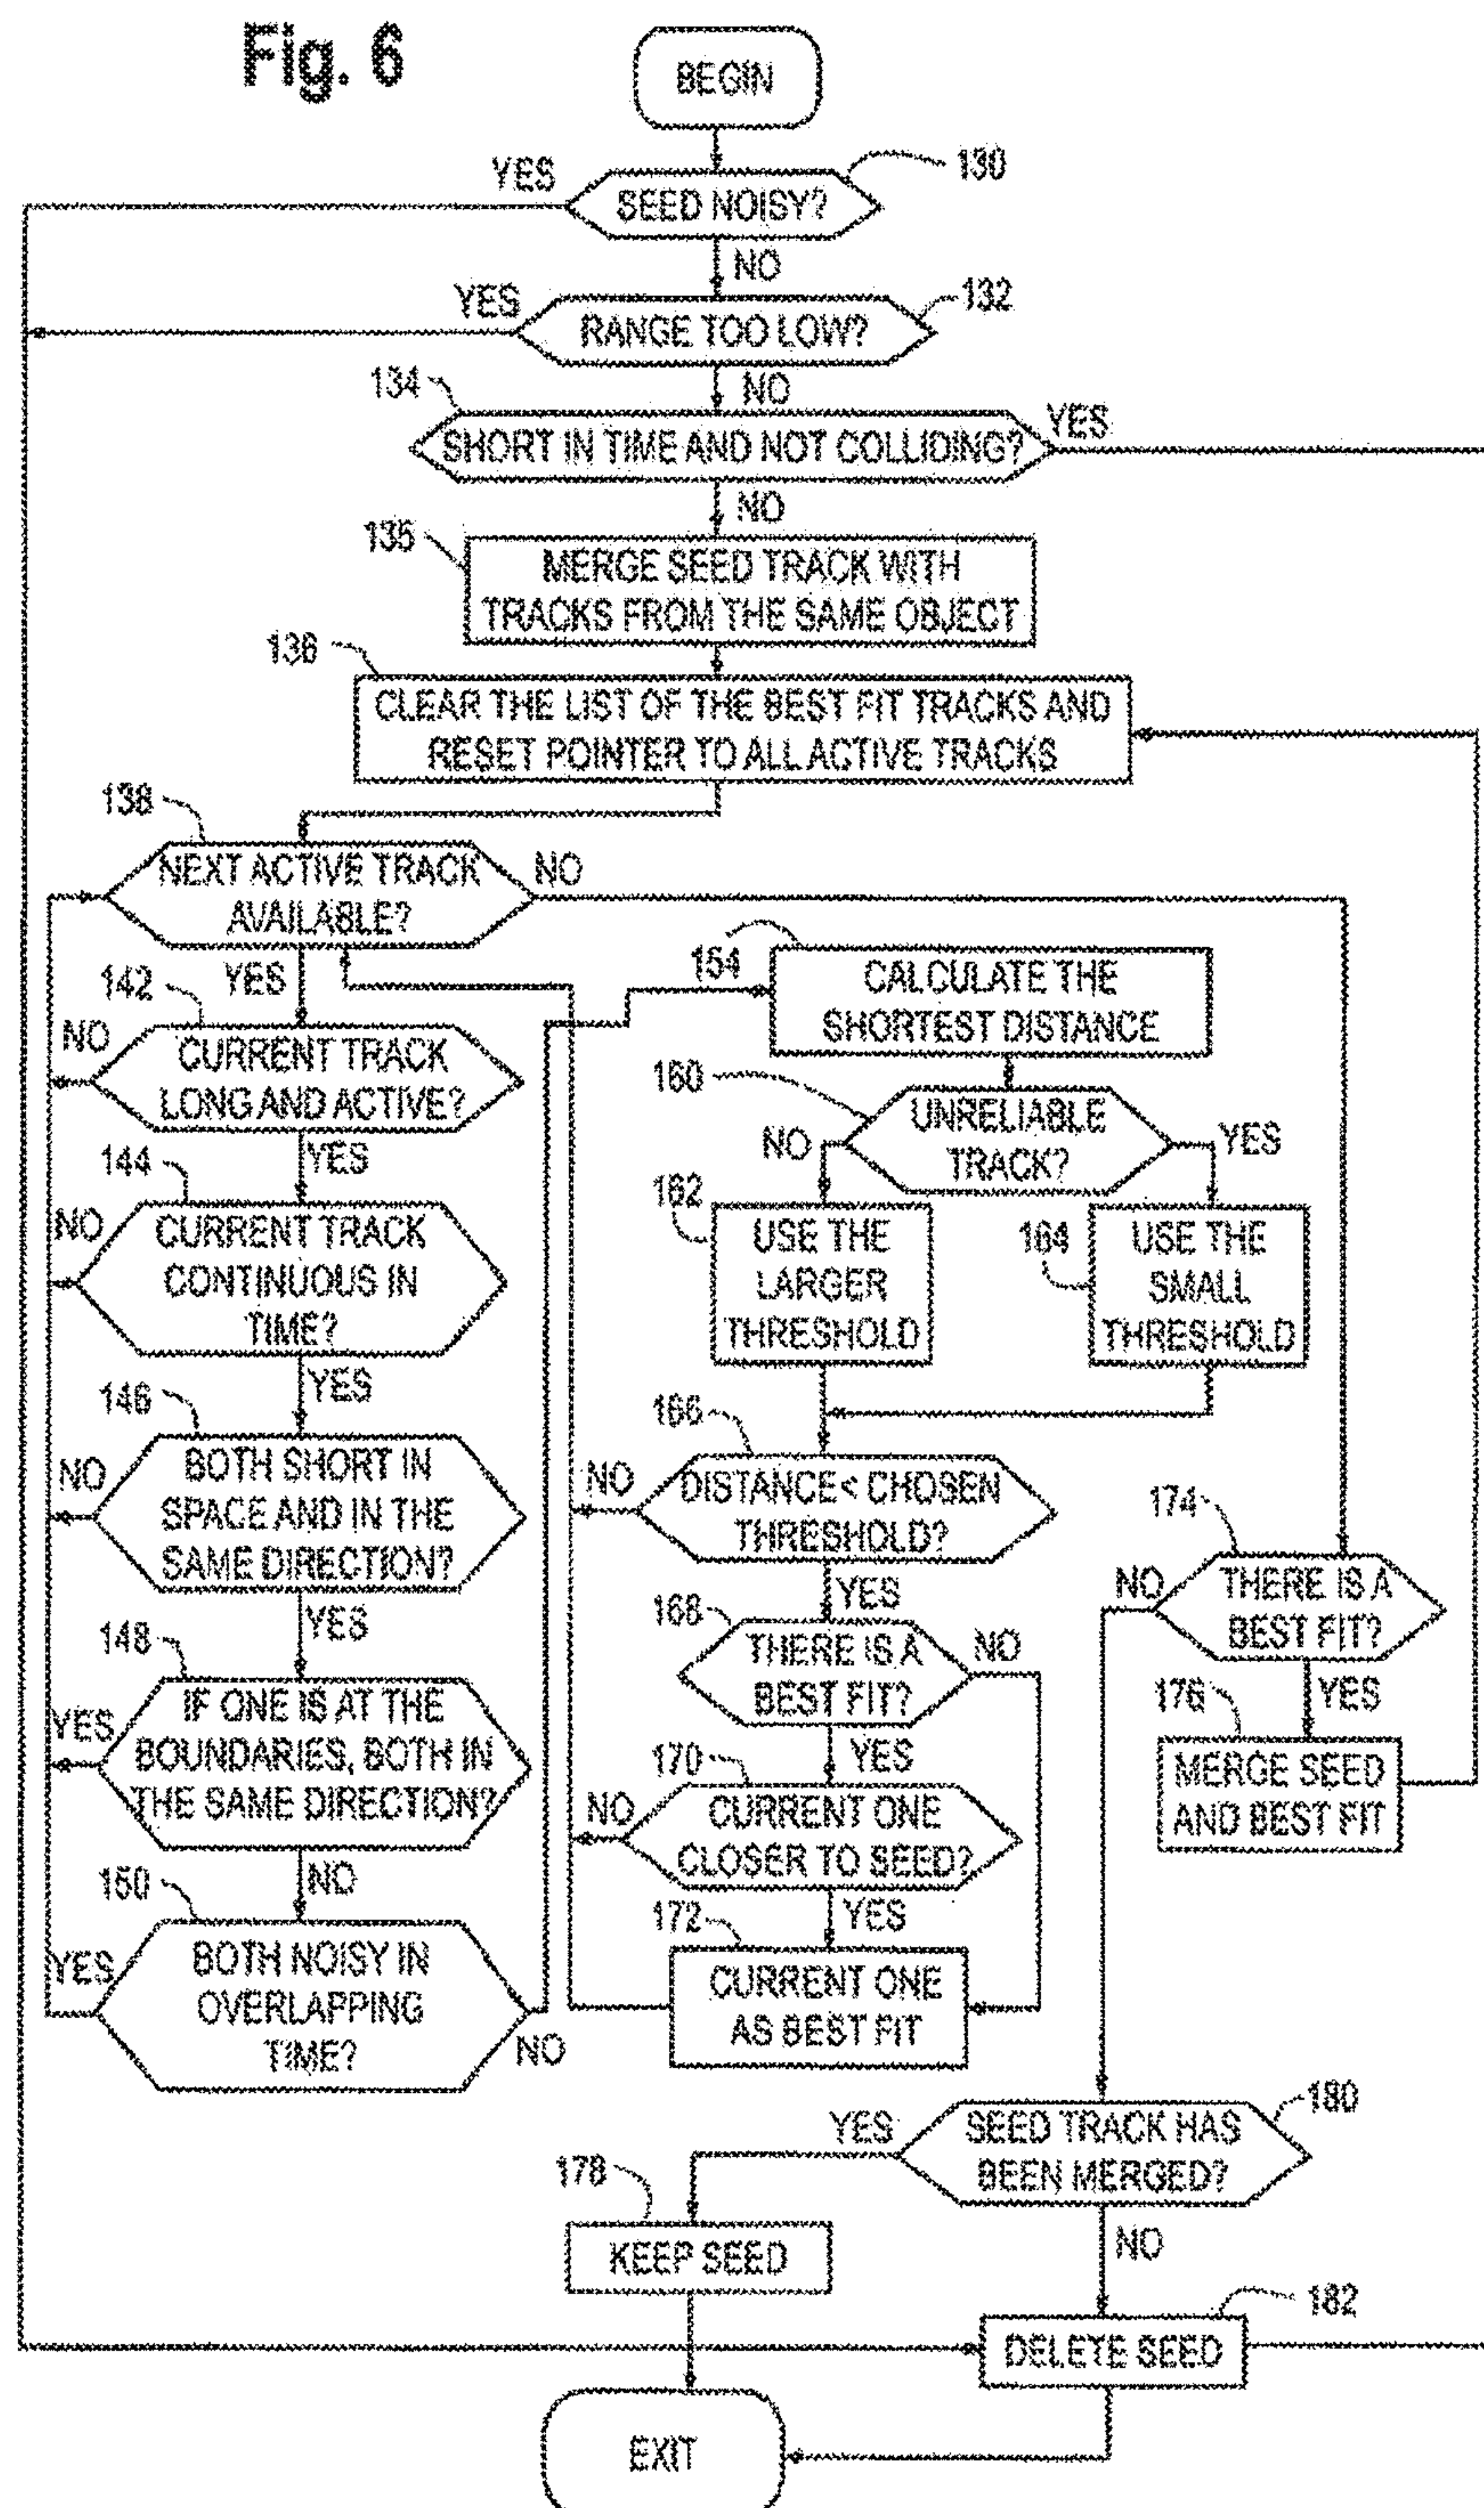 Fig. 6
BEGIN
130
YES
SEED NOISY?
NO
132
YES
RANGE TOO LOW?
134
NO
YES
SHORT IN TIME AND NOT COLLIDING?
NO
135
MERGE SEED TRACK WITH
TRACKS FROM THE SAME OBJECT
136
CLEAR THE LIST OF THE BEST FIT TRACKS AND
RESET POINTER TO ALL ACTIVE TRACKS
138
NEXT ACTIVE TRACK
AVAILABLE?
NO
YES
142
NO
CURRENT TRACK
LONG AND ACTIVE?
YES
144
NO
CURRENT TRACK
CONTINUOUS IN
TIME?
YES
146
NO
BOTH SHORT IN
SPACE AND IN THE
SAME DIRECTION?
YES
148
YES
IF ONE IS AT THE
BOUNDARIES, BOTH IN
THE SAME DIRECTION?
NO
150
YES
BOTH NOISY IN
OVERLAPPING
TIME?
NO
154
CALCULATE THE
SHORTEST DISTANCE
160
NO
UNRELIABLE
TRACK?
YES
162
USE THE
LARGER
THRESHOLD
164
USE THE
SMALL
THRESHOLD
166
NO
DISTANCE < CHOSEN
THRESHOLD?
YES
168
THERE IS A
BEST FIT?
NO
YES
170
NO
CURRENT ONE
CLOSER TO SEED?
YES
172
CURRENT ONE
AS BEST FIT
174
NO
THERE IS A
BEST FIT?
YES
176
MERGE SEED
AND BEST FIT
180
YES
SEED TRACK HAS
BEEN MERGED?
NO
178
KEEP SEED
182
DELETE SEED
EXIT